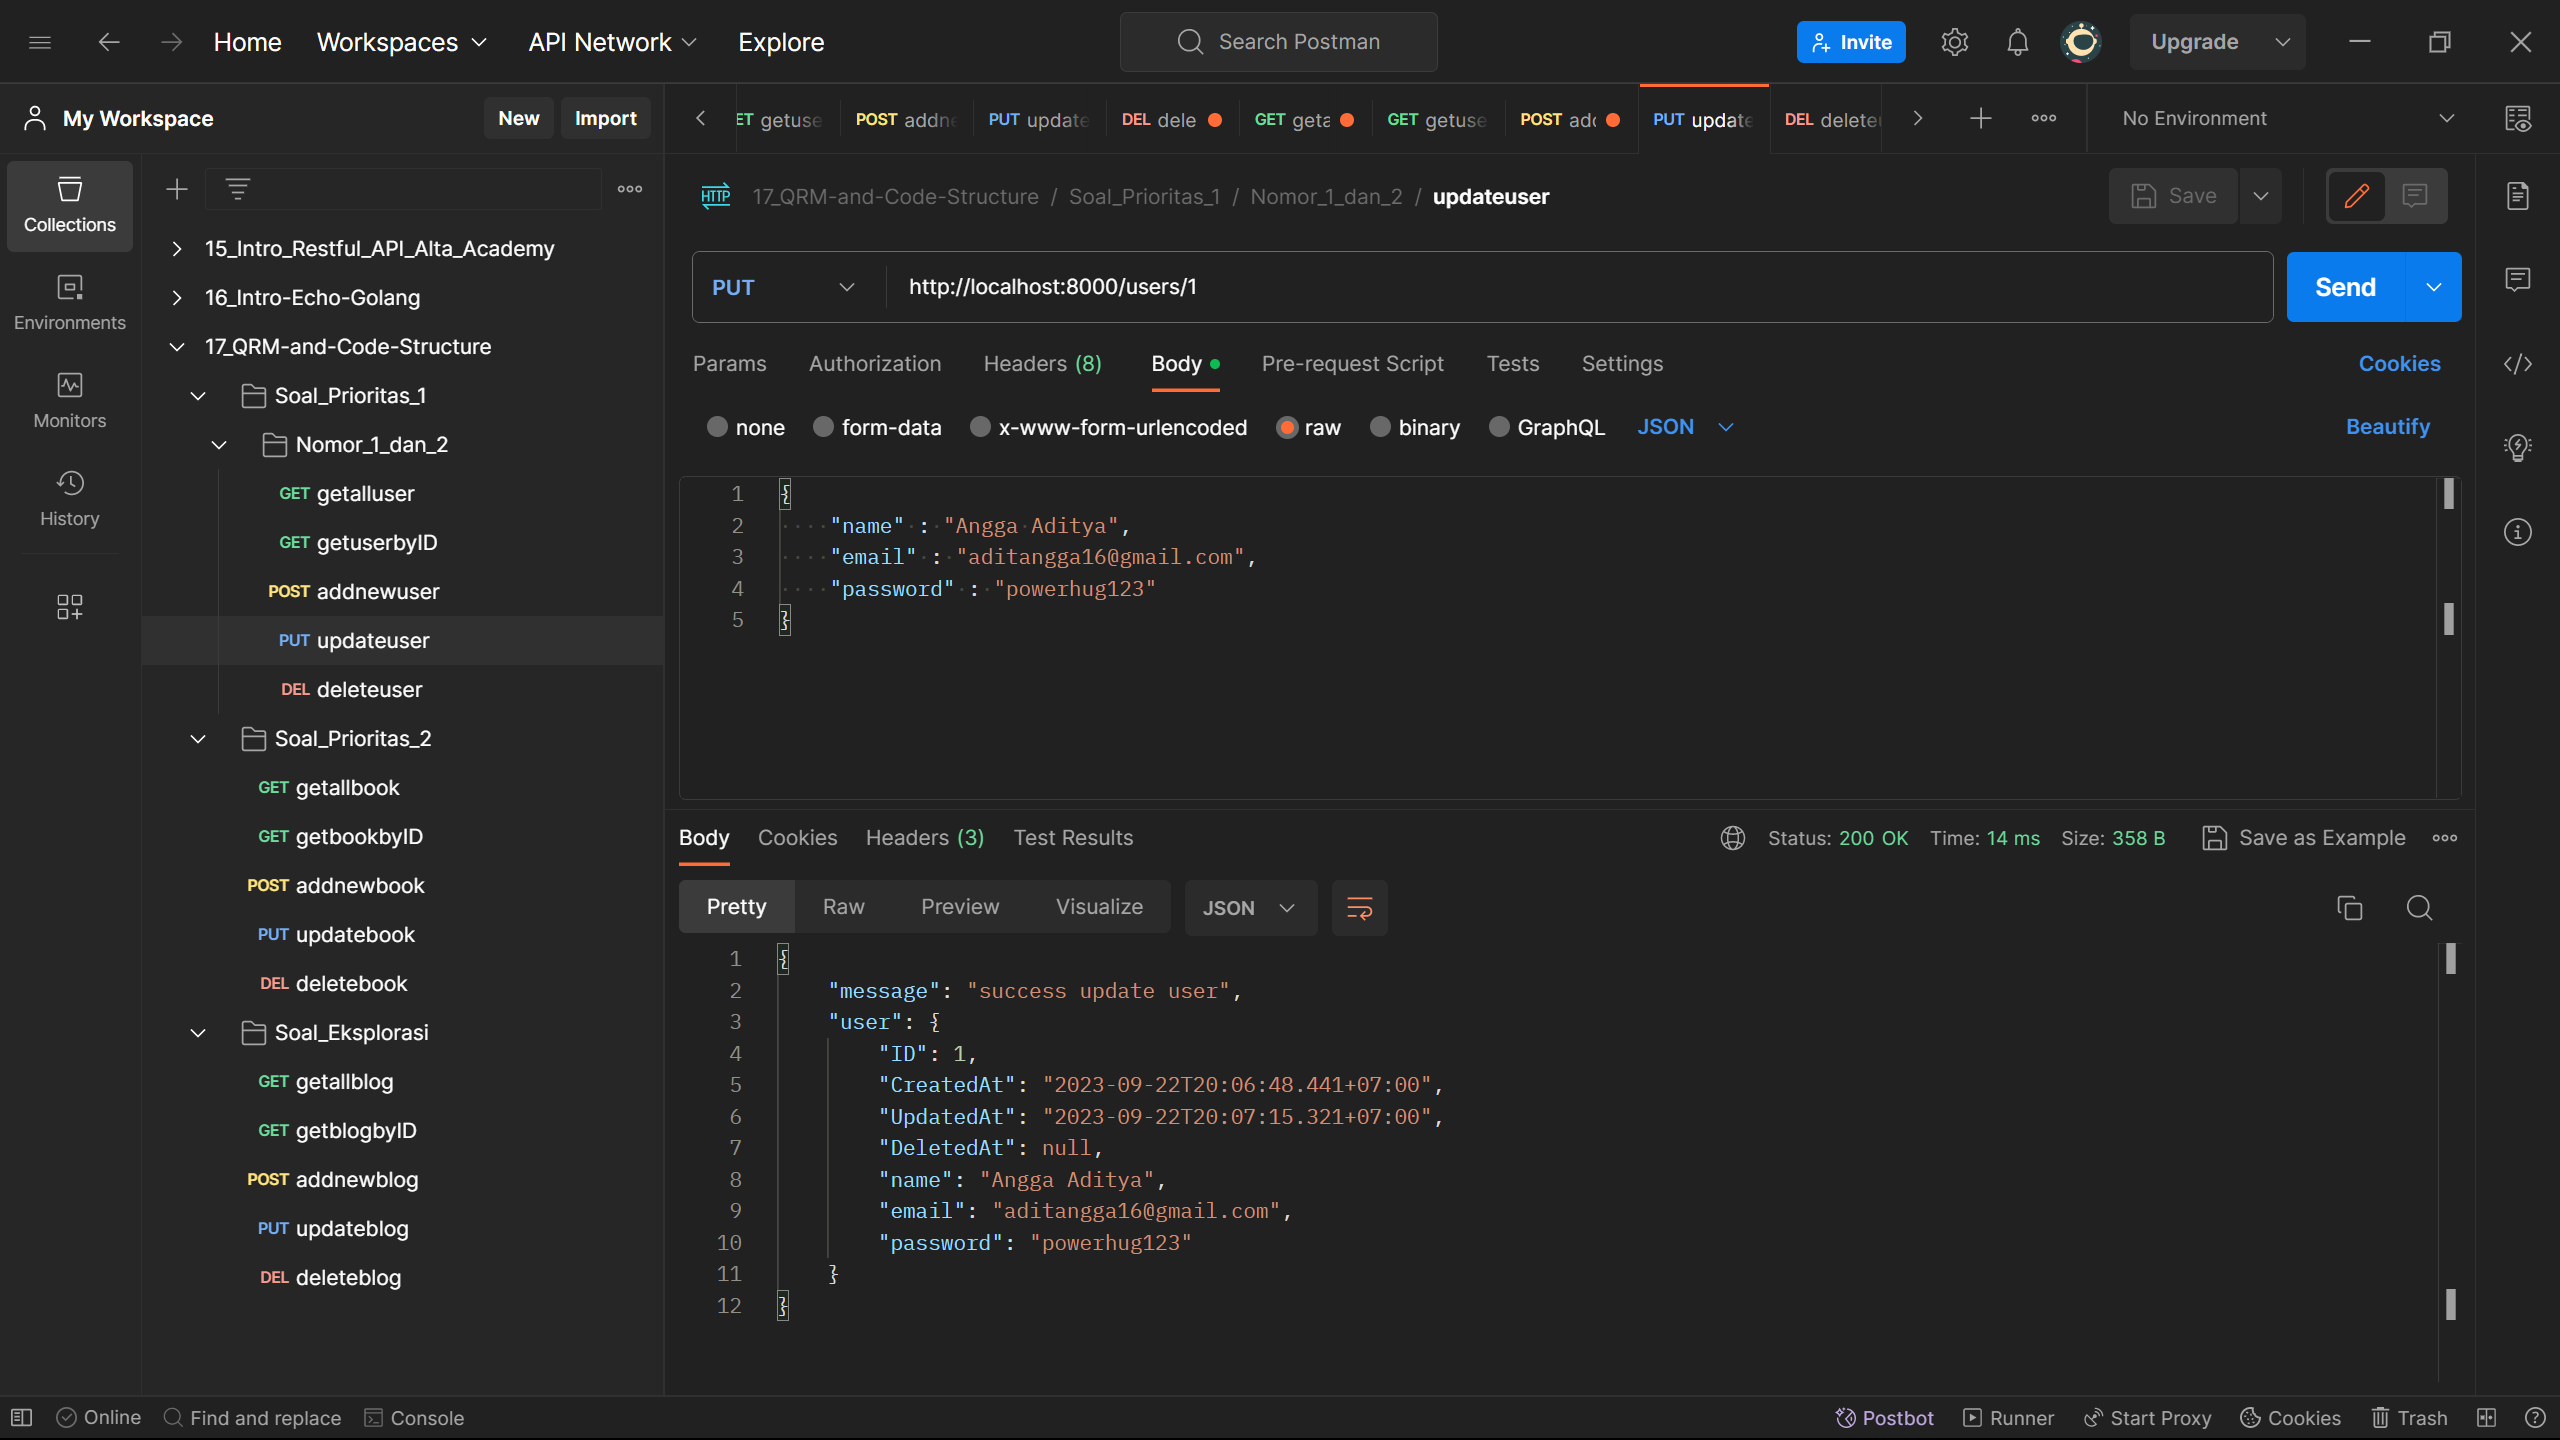 Home Workspaces API Network Explore Search Postman Invite Upgrade
My Workspace New Import
ET getuse POST addne PUT update DEL dele GET geta GET getuse POST adc PUT update DEL deleteu No Environment
Collections
Environments
Monitors
History
15_Intro_Restful_API_Alta_Academy
16_Intro-Echo-Golang
17_QRM-and-Code-Structure
Soal_Prioritas_1
Nomor_1_dan_2
GET getalluser
GET getuserbyID
POST addnewuser
PUT updateuser
DEL deleteuser
Soal_Prioritas_2
GET getallbook
GET getbookbyID
POST addnewbook
PUT updatebook
DEL deletebook
Soal_Eksplorasi
GET getallblog
GET getblogbyID
POST addnewblog
PUT updateblog
DEL deleteblog
HTTP 17_QRM-and-Code-Structure / Soal_Prioritas_1 / Nomor_1_dan_2 / updateuser Save
PUT http://localhost:8000/users/1 Send
Params Authorization Headers (8) Body Pre-request Script Tests Settings Cookies
none form-data x-www-form-urlencoded raw binary GraphQL JSON Beautify
1 {
2 "name" : "Angga Aditya",
3 "email" : "aditangga16@gmail.com",
4 "password" : "powerhug123"
5 }
Body Cookies Headers (3) Test Results Status: 200 OK Time: 14 ms Size: 358 B Save as Example
Pretty Raw Preview Visualize JSON
1 {
2 "message": "success update user",
3 "user": {
4 "ID": 1,
5 "CreatedAt": "2023-09-22T20:06:48.441+07:00",
6 "UpdatedAt": "2023-09-22T20:07:15.321+07:00",
7 "DeletedAt": null,
8 "name": "Angga Aditya",
9 "email": "aditangga16@gmail.com",
10 "password": "powerhug123"
11 }
12 }
Online Find and replace Console Postbot Runner Start Proxy Cookies Trash